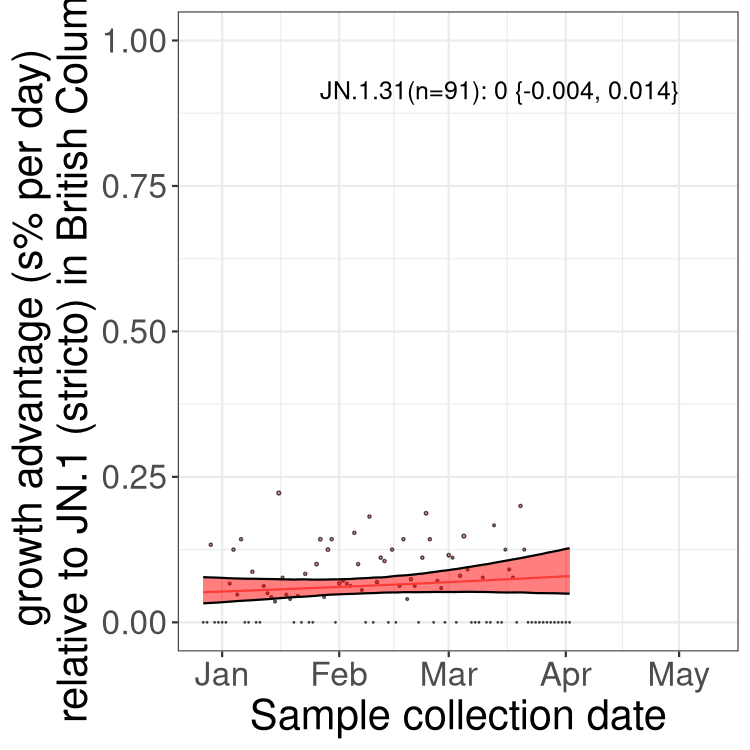 growth advantage (s% per day)
relative to JN.1 (stricto) in British Colum
1.00
0.75
0.50
0.25
0.00
JN.1.31(n=91): 0 {-0.004, 0.014}
Jan Feb Mar Apr May
Sample collection date